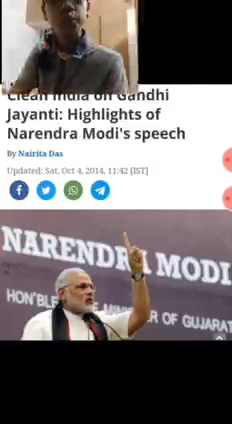 Clean India on Gandhi
Jayanti: Highlights of
Narendra Modi's speech
By Nairita Das
Updated: Sat, Oct 4, 2014, 11:42 [IST]
NARENDRA MODI
HON'BLE
MINISTER
OF GUJARAT